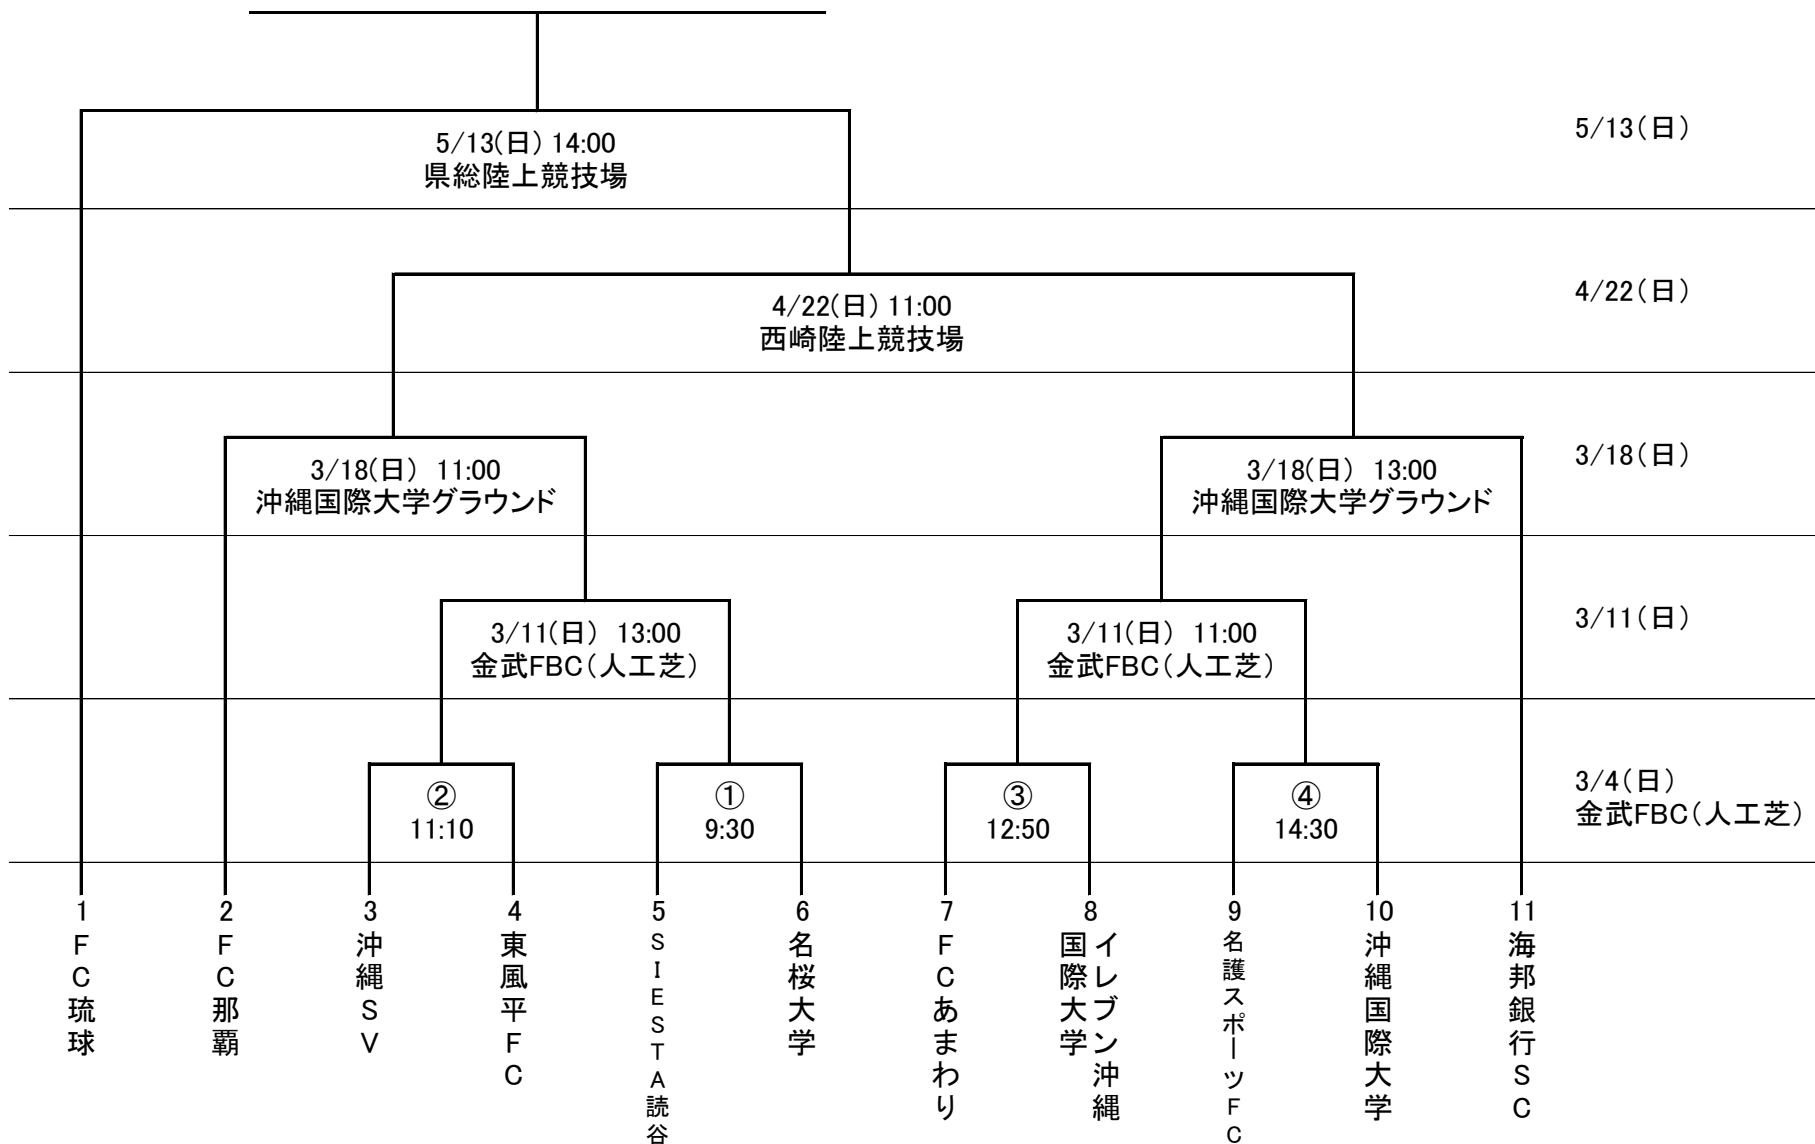 5/13(日) 14:00
県総陸上競技場
5/13(日)
4/22(日) 11:00
西崎陸上競技場
4/22(日)
3/18(日) 11:00
沖縄国際大学グラウンド
3/18(日) 13:00
沖縄国際大学グラウンド
3/18(日)
3/11(日) 13:00
金武FBC(人工芝)
3/11(日) 11:00
金武FBC(人工芝)
3/11(日)
②
11:10
①
9:30
③
12:50
④
14:30
3/4(日)
金武FBC(人工芝)
1
FC琉球
2
FC那覇
3
沖縄SV
4
東風平FC
5
SIESTA読谷
6
名桜大学
7
FCあまわり
8
イレブン沖縄
国際大学
9
名護スポーツFC
10
沖縄国際大学
11
海邦銀行SC